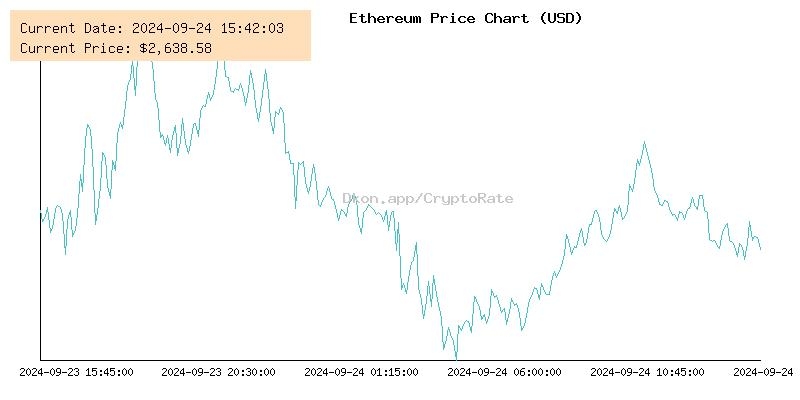 Ethereum Price Chart (USD)
Current Date: 2024-09-24 15:42:03
Current Price: $2,638.58
Dxon.app/CryptoRate
2024-09-23 15:45:00 2024-09-23 20:30:00 2024-09-24 01:15:00 2024-09-24 06:00:00 2024-09-24 10:45:00 2024-09-24